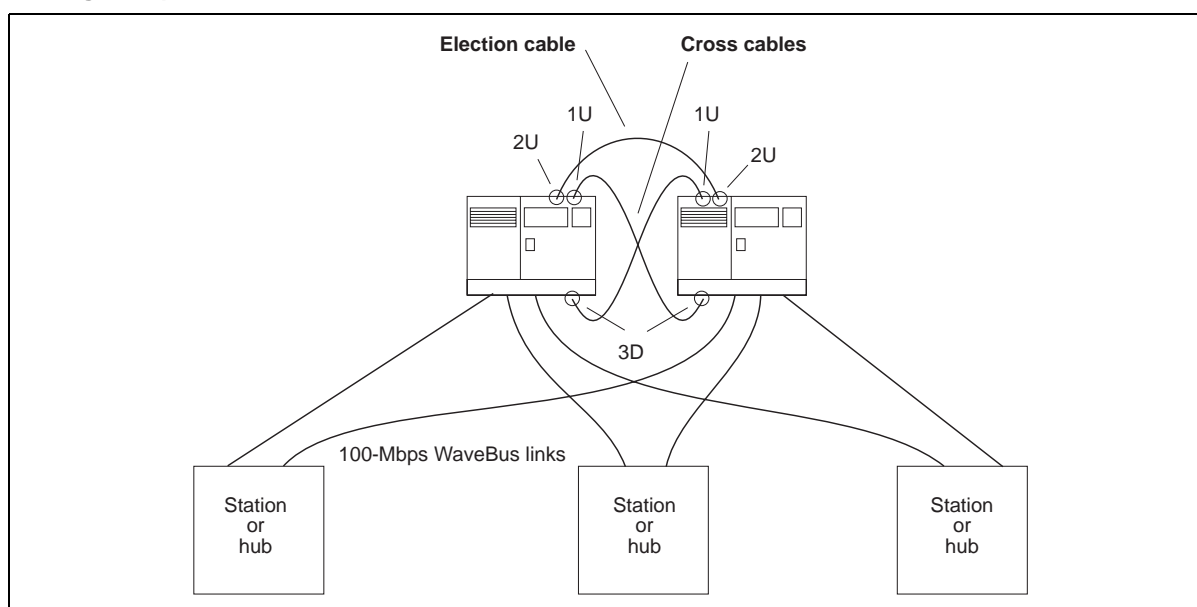 Election cable
Cross cables
1U
1U
2U
2U
3D
100-Mbps WaveBus links
Station
or
hub
Station
or
hub
Station
or
hub